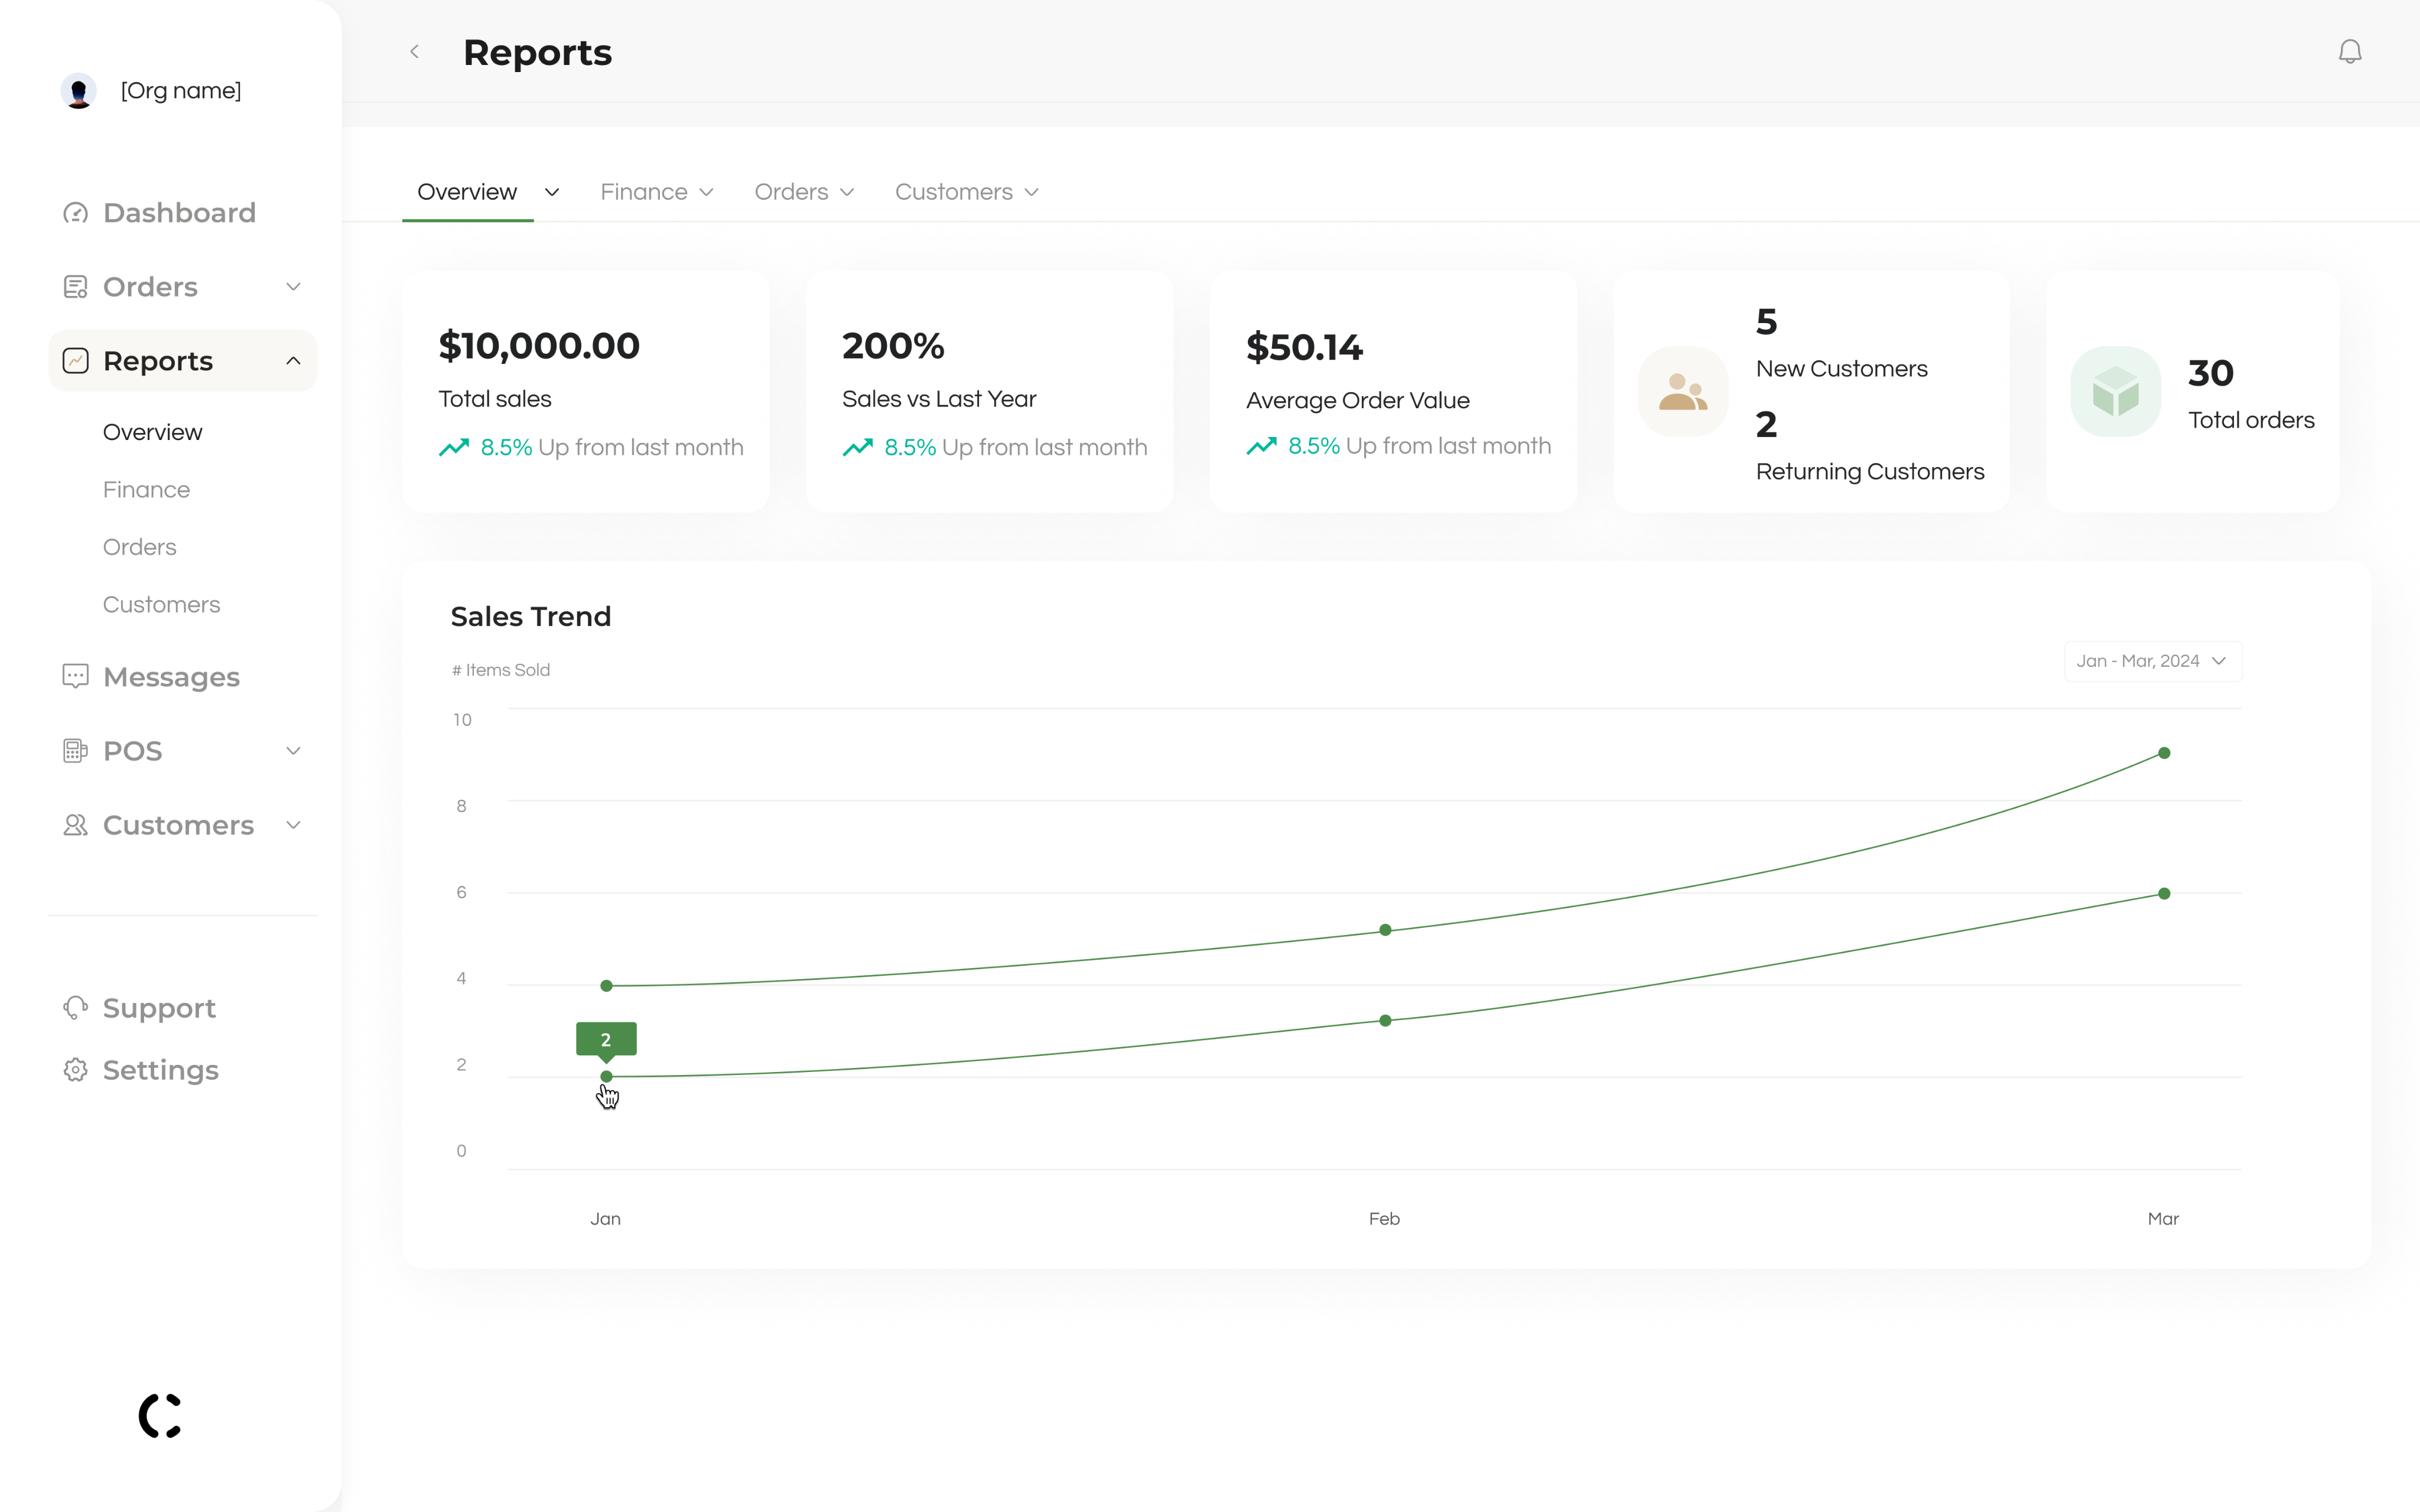 [Org name]
Dashboard
Orders
Reports
Overview
Finance
Orders
Customers
Messages
POS
Customers
Support
Settings
Reports
Overview
Finance
Orders
Customers
$10,000.00
Total sales
8.5% Up from last month
200%
Sales vs Last Year
8.5% Up from last month
$50.14
Average Order Value
8.5% Up from last month
5
New Customers
2
Returning Customers
30
Total orders
Sales Trend
# Items Sold
Jan - Mar, 2024
10
8
6
4
2
2
0
Jan
Feb
Mar